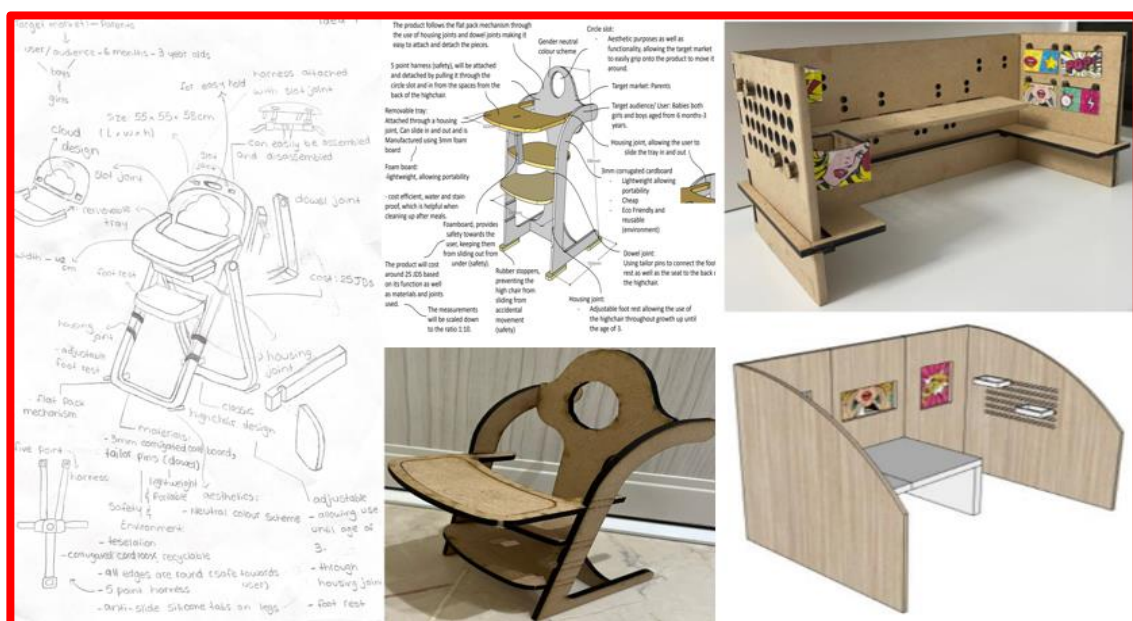 user/audience - 6 months - 3 year olds
boys
&
girls
for easy hold
harness attached
with slot joint
size: 55 x 55 x 58cm
(L x w x h)
can easily be assembled
and disassembled
cloud
design
slot
joint
slot joint
removable
tray
dowel joint
foot rest
cost: 25 JDS
housing
joint
- adjustable
foot rest
housing
joint
- flat pack
mechanism
classic
highchair design
materials:
tailor pins (dowel)
five point
harness
lightweight
Portable
aesthetics:
- Neutral colour scheme
Safety &
Environment:
- all edges are round (safe towards
user)
- 5 point harness
- anti-slide silicone tabs on legs
adjustable
- allowing use
until age of
3.
- through
housing joint
- foot rest
The product follows the flat pack mechanism through
the use of housing joints and dowel joints making it
easy to attach and detach the pieces.
Gender neutral
colour scheme
Circle slot:
- Aesthetic purposes as well as
functionality, allowing the target market
to easily grip onto the product to move it
around.
5 point harness (safety), will be attached
and detached by pulling it through the
circle slot and in from the spaces from the
back of the highchair.
Target market: Parents
Target audience/ User: Babies both
girls and boys aged from 6 months-3
years.
Removable tray:
Attached through a housing
joint, Can slide in and out and is
Manufactured using 3mm foam
board
Housing joint, allowing the user to
slide the tray in and out
Foam board:
-lightweight, allowing portability
3mm corrugated cardboard
- Lightweight allowing
portability
- Cheap
- Eco Friendly and
reusable
(environment)
- cost efficient, water and stain
proof, which is helpful when
cleaning up after meals.
Foamboard, provides
safety towards the
user, keeping them
from sliding out from
under (safety).
Dowel joint:
Using tailor pins to connect the foot
rest as well as the seat to the back
the highchair.
The product will cost
around 25 JDS based
on its function as well
as materials and joints
used.
Rubber stoppers,
preventing the
high chair from
sliding from
accidental
movement
(safety)
Housing joint:
- Adjustable foot rest allowing the use of
the highchair throughout growth up until
the age of 3.
The measurements
will be scaled down
to the ratio 1:10.
POP!